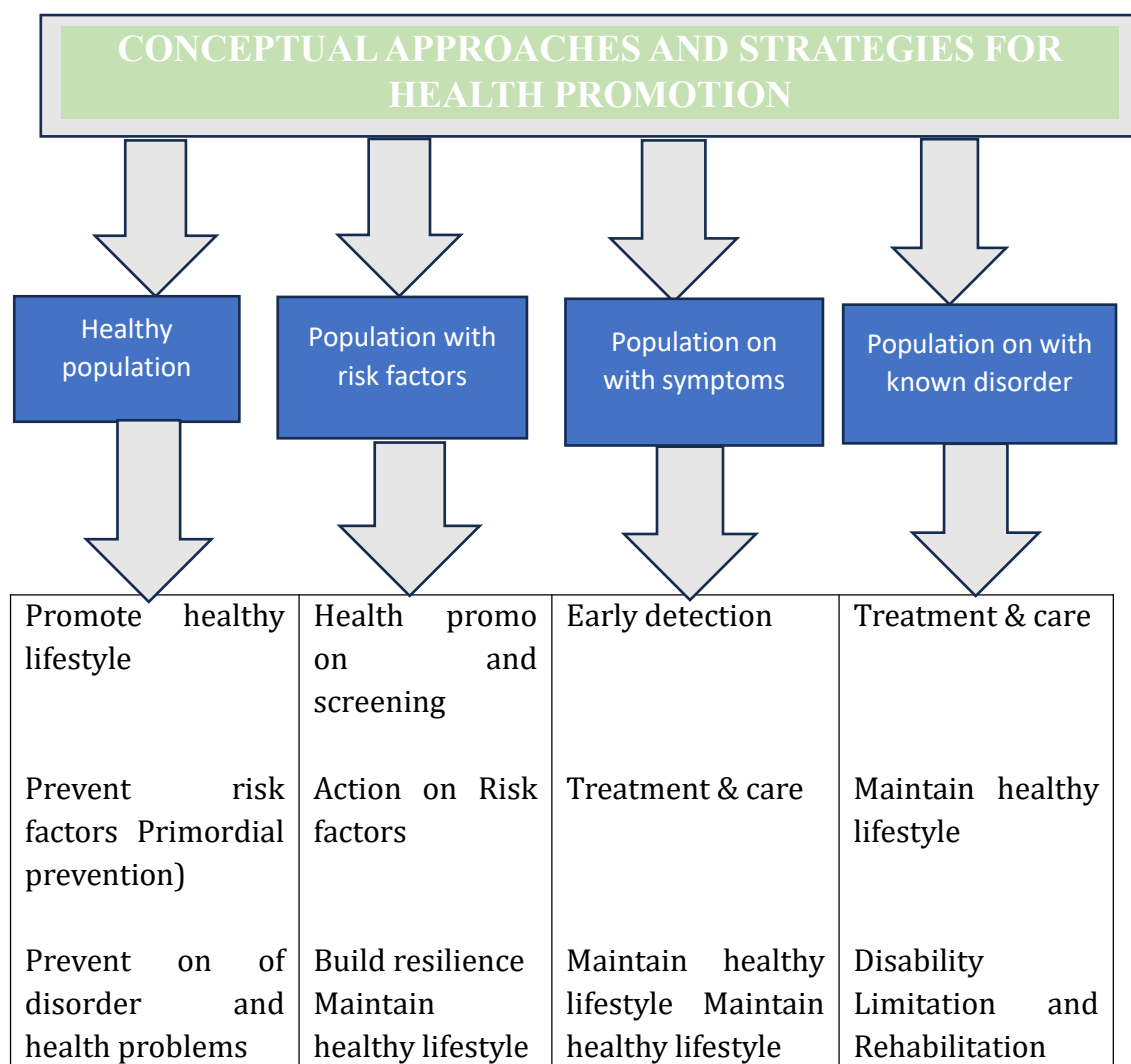 CONCEPTUAL APPROACHES AND STRATEGIES FOR
HEALTH PROMOTION
Healthy
population
Population with
risk factors
Population on
with symptoms
Population on with
known disorder
Promote healthy
lifestyle
Prevent risk
factors Primordial
prevention)
Prevent on of
disorder and
health problems
Health promo
on and
screening
Action on Risk
factors
Build resilience
Maintain
healthy lifestyle
Early detection
Treatment & care
Maintain healthy
lifestyle Maintain
healthy lifestyle
Treatment & care
Maintain healthy
lifestyle
Disability
Limitation and
Rehabilitation